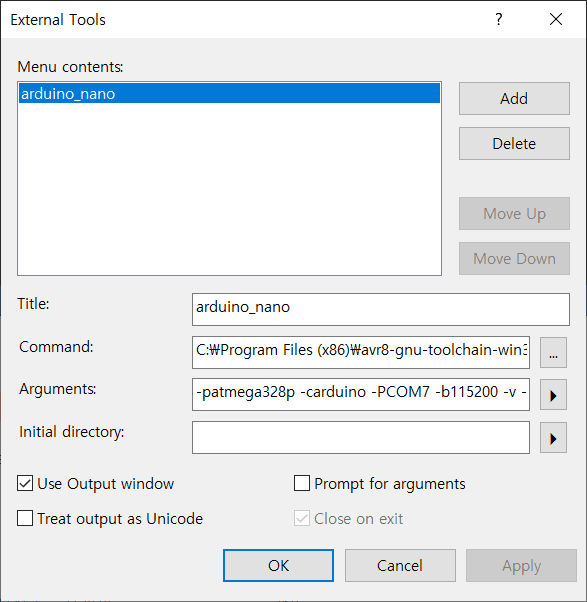 External Tools
?
Menu contents:
arduino_nano
Add
Delete
Move Up
Move Down
Title:
arduino_nano
Command:
C:₩Program Files (x86)₩avr8-gnu-toolchain-win3
...
Arguments:
-patmega328p -carduino -PCOM7 -b115200 -v -
Initial directory:
Use Output window
Prompt for arguments
Treat output as Unicode
Close on exit
OK
Cancel
Apply